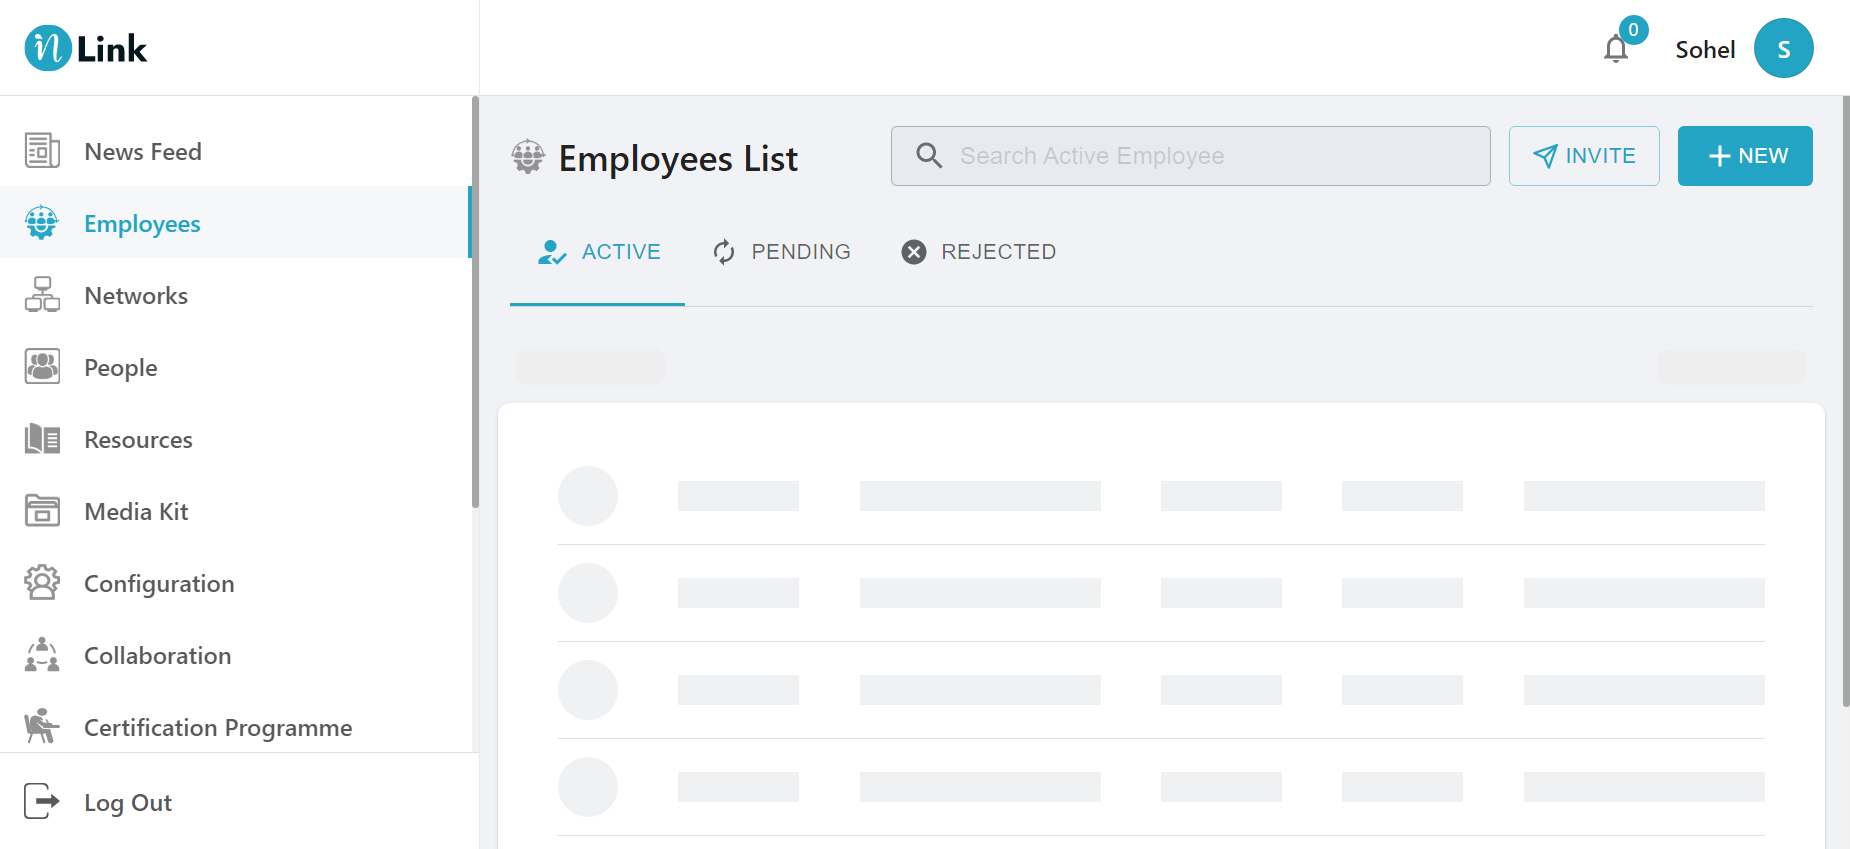 n Link
0
Sohel
S
News Feed
Employees
Networks
People
Resources
Media Kit
Configuration
Collaboration
Certification Programme
Log Out
Employees List
Search Active Employee
INVITE
NEW
ACTIVE
PENDING
REJECTED